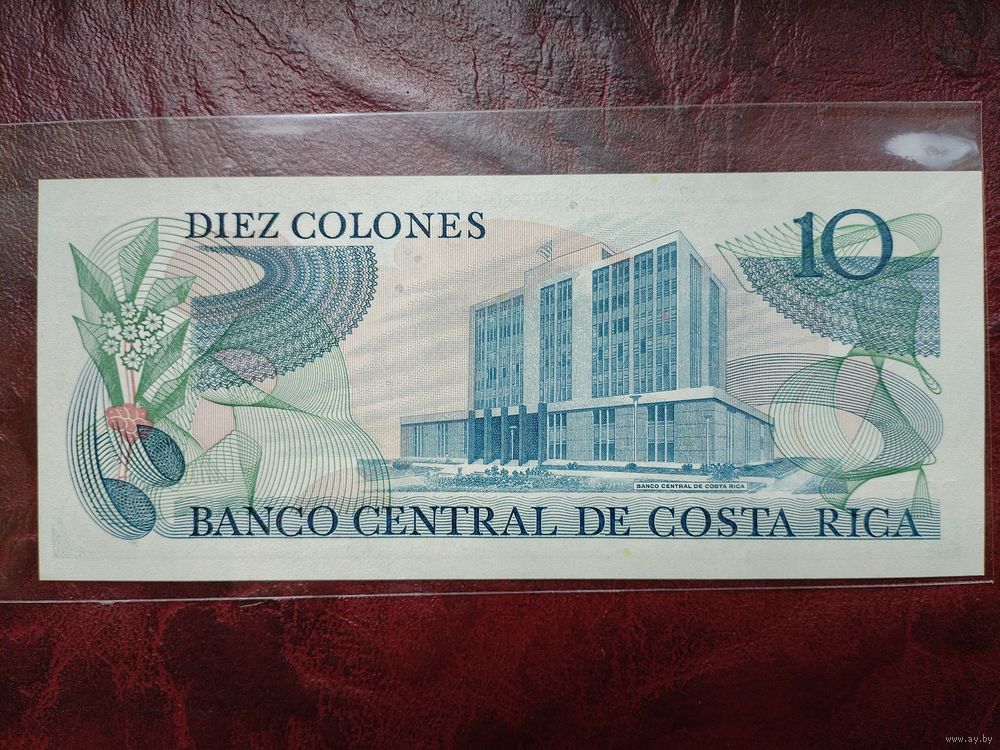 DIEZ COLONES
10
BANCO CENTRAL DE COSTA RICA
BANCO CENTRAL DE COSTA RICA
www.ay.by